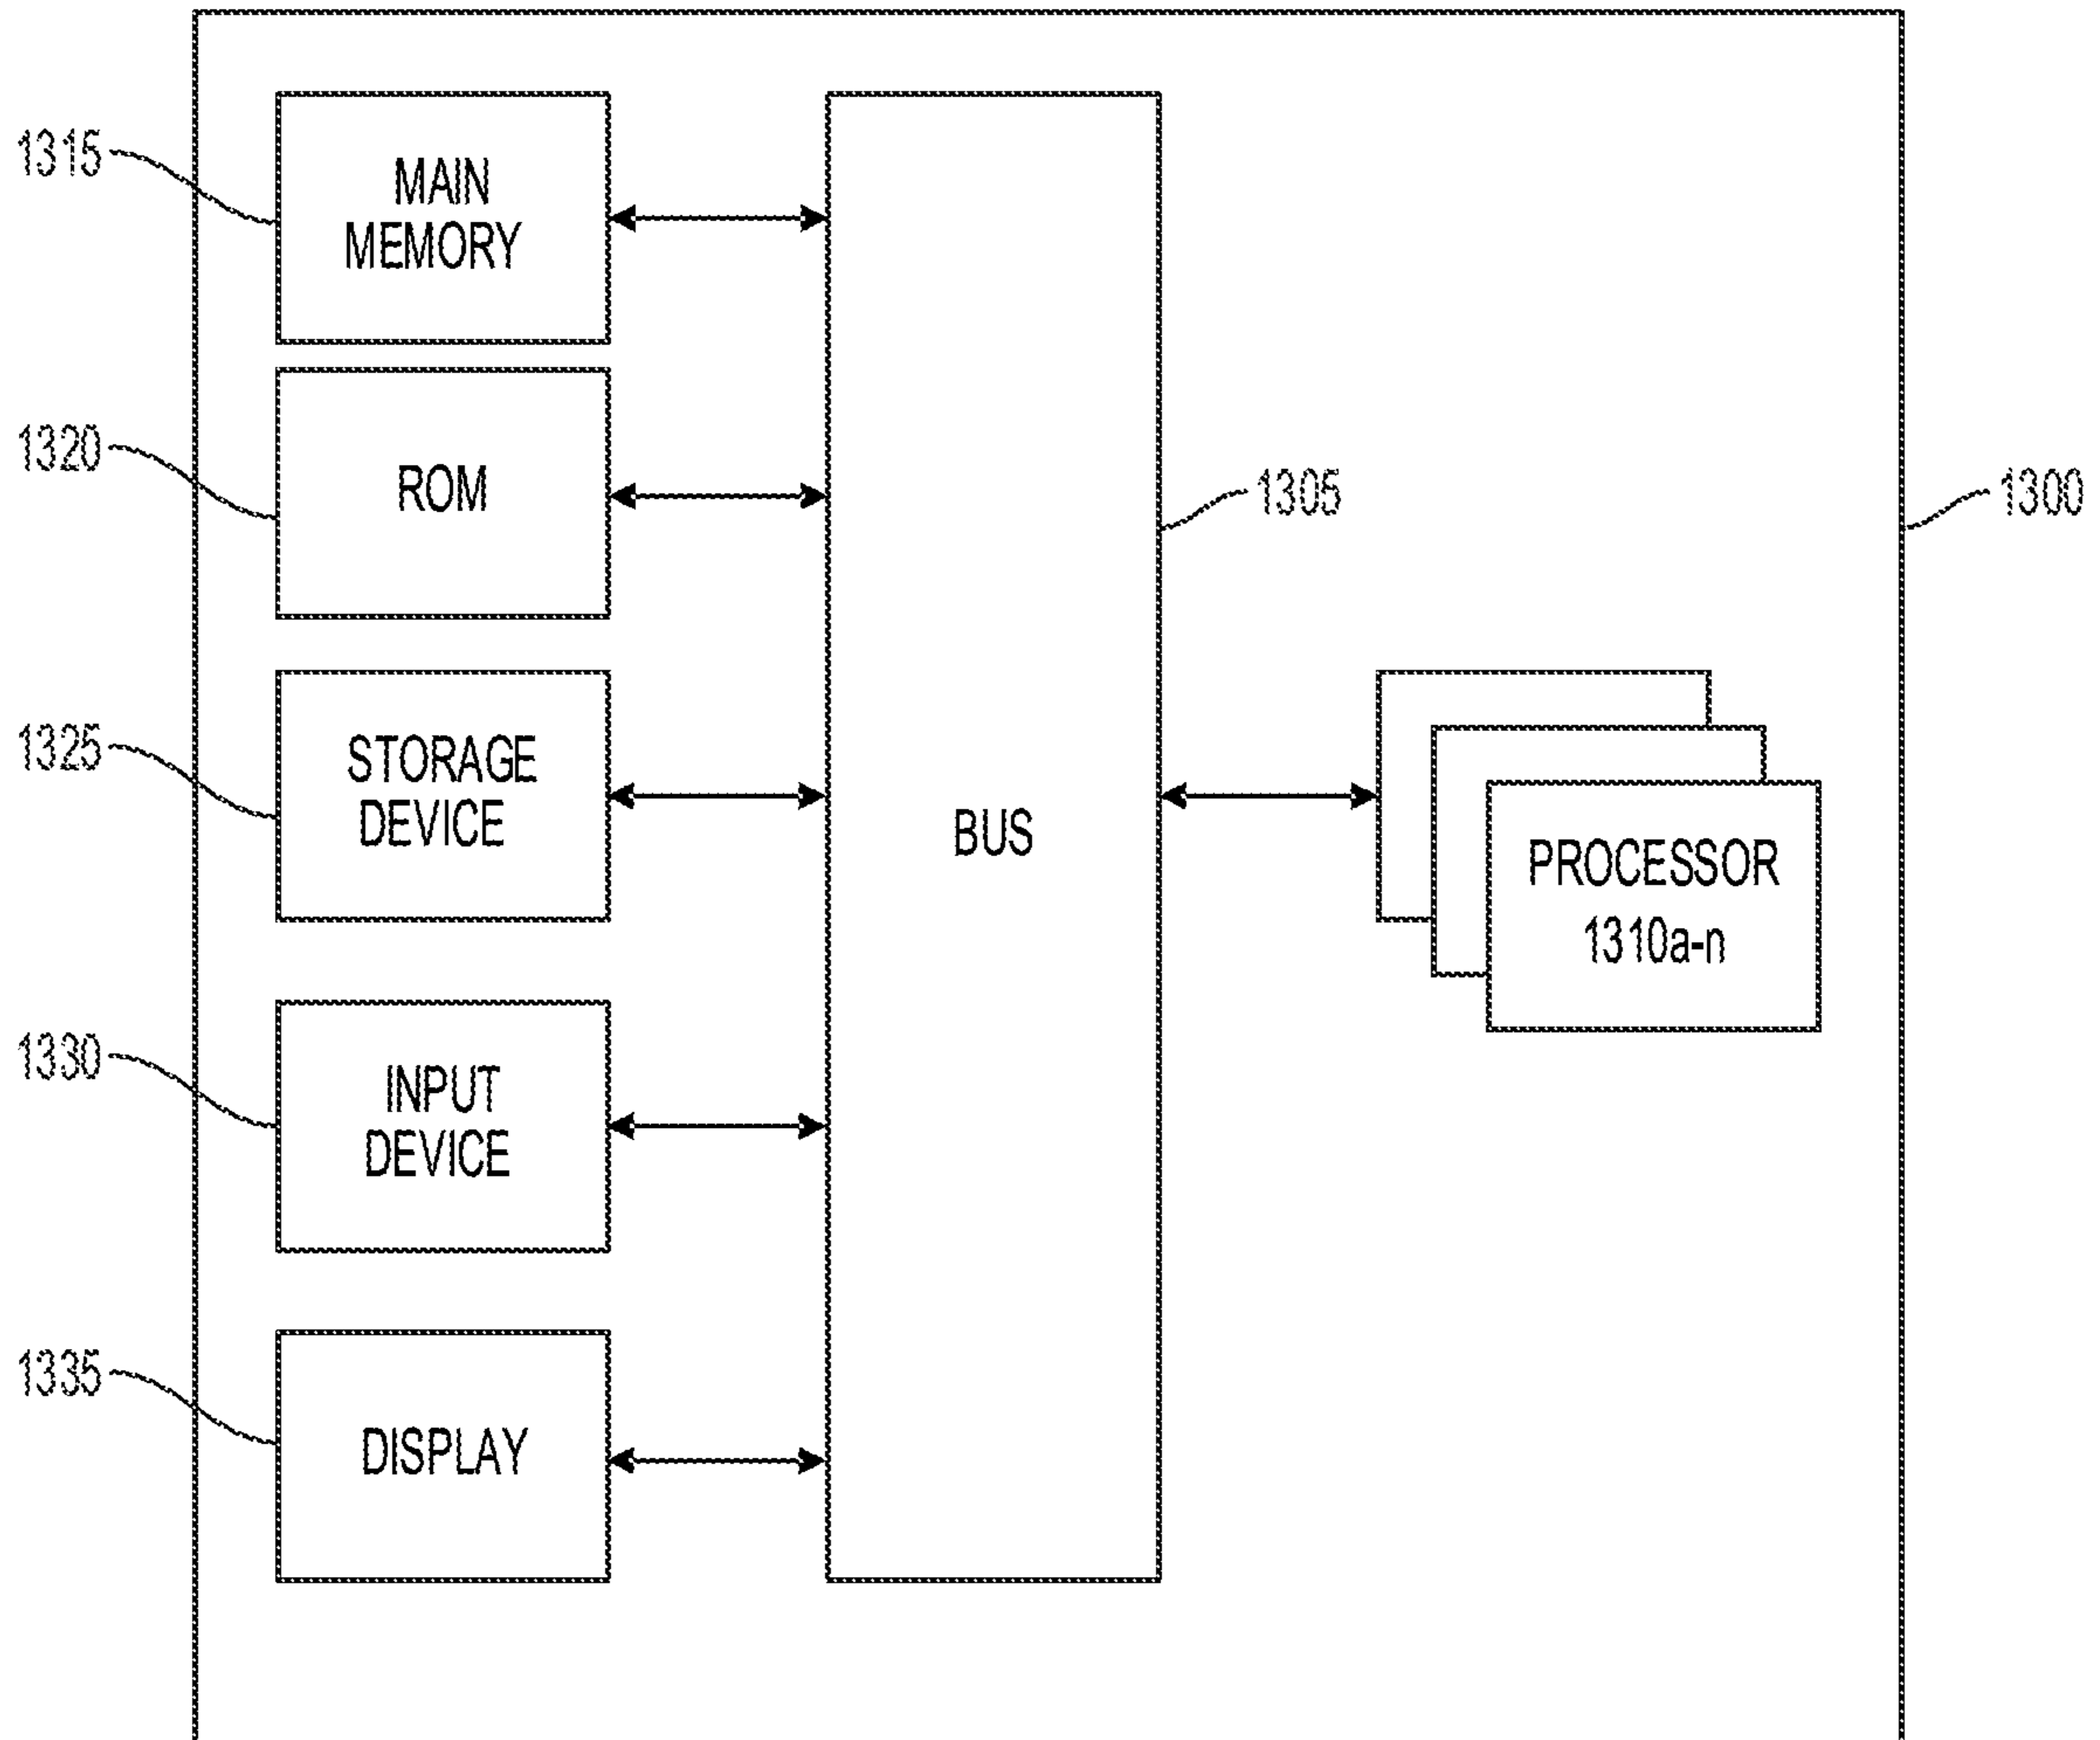 1315
MAIN
MEMORY
1320
ROM
1305
1300
1325
STORAGE
DEVICE
BUS
PROCESSOR
1310a-n
1330
INPUT
DEVICE
1335
DISPLAY